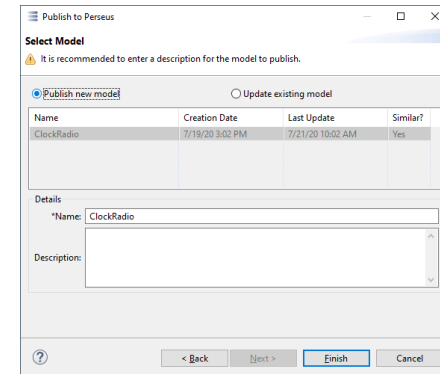 Publish to Perseus
Select Model
It is recommended to enter a description for the model to publish.
Publish new model Update existing model
Name Creation Date Last Update Similar?
ClockRadio 7/19/20 3:02 PM 7/21/20 10:02 AM Yes
Details
*Name: ClockRadio
Description:
< Back Next > Finish Cancel